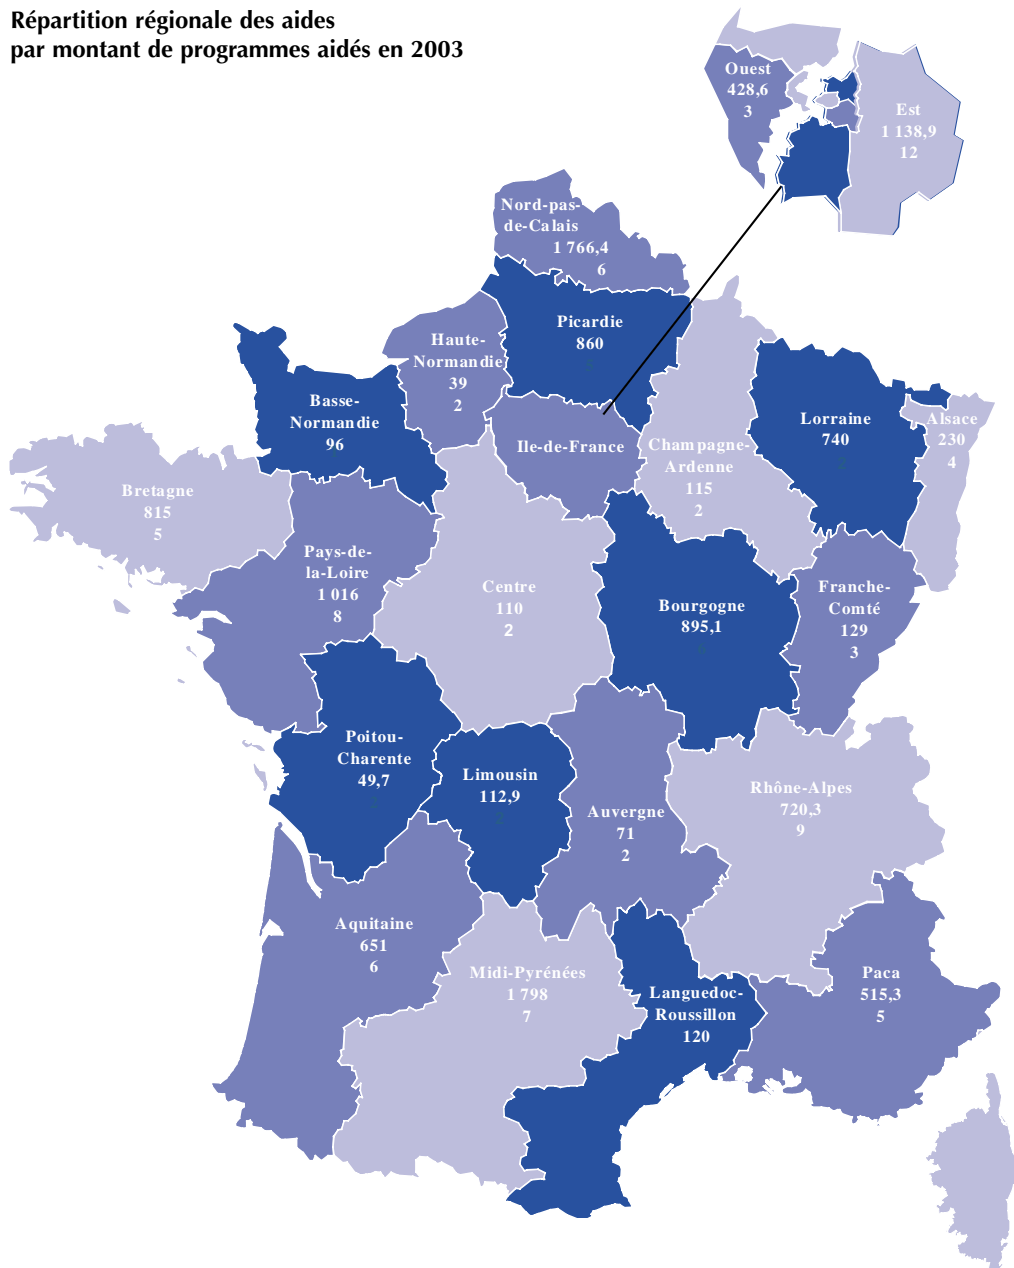 Répartition régionale des aides
par montant de programmes aidés en 2003
Ouest
428,6
3
Est
1 138,9
12
Nord-pas-
de-Calais
1 766,4
6
Picardie
860
Haute-
Normandie
39
2
Basse-
Normandie
96
Ile-de-France
Champagne-
Ardenne
115
2
Lorraine
740
2
Alsace
230
4
Bretagne
815
5
Pays-de-
la-Loire
1 016
8
Centre
110
2
Bourgogne
895,1
Franche-
Comté
129
3
Poitou-
Charente
49,7
Limousin
112,9
2
Auvergne
71
2
Rhône-Alpes
720,3
9
Aquitaine
651
6
Midi-Pyrénées
1 798
7
Languedoc-
Roussillon
120
Paca
515,3
5